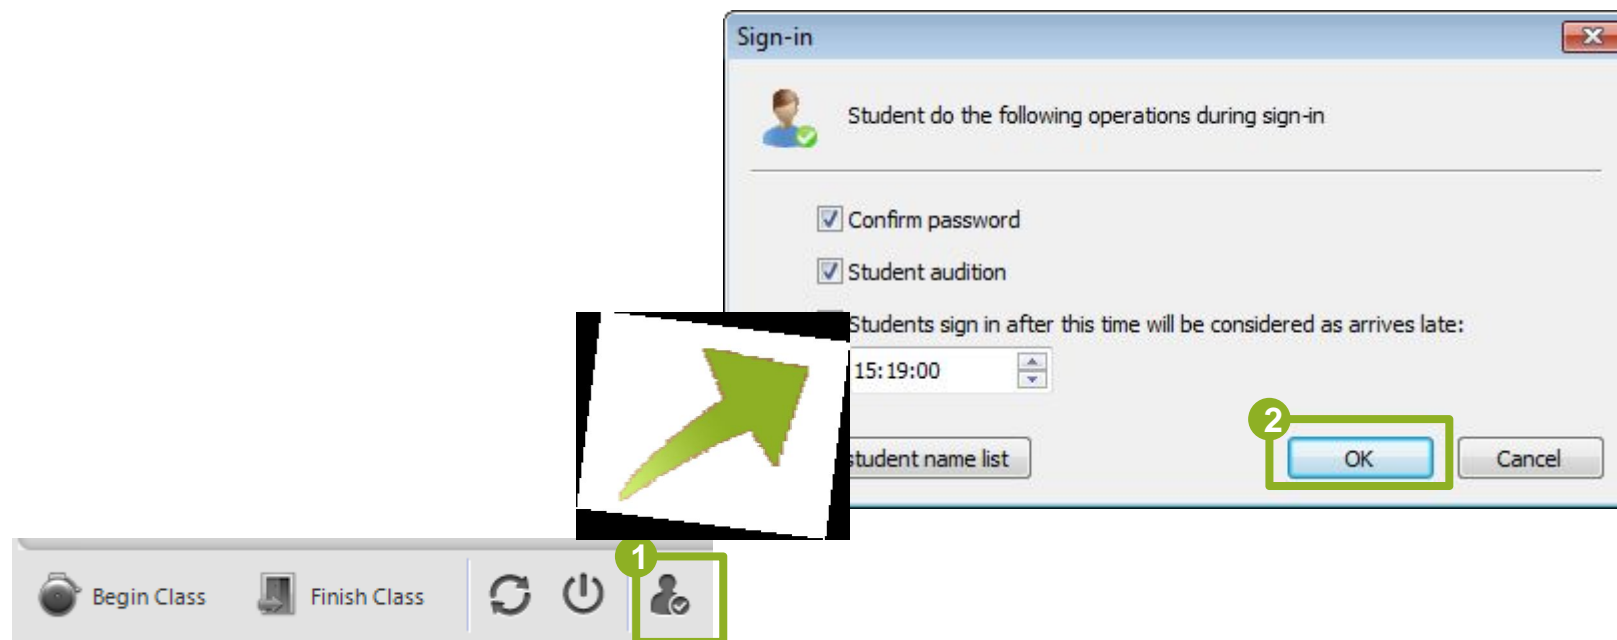 Sign-in
Student do the following operations during sign-in
Confirm password
Student audition
Students sign in after this time will be considered as arrives late:
15:19:00
student name list
2
OK
Cancel
1
Begin Class
Finish Class